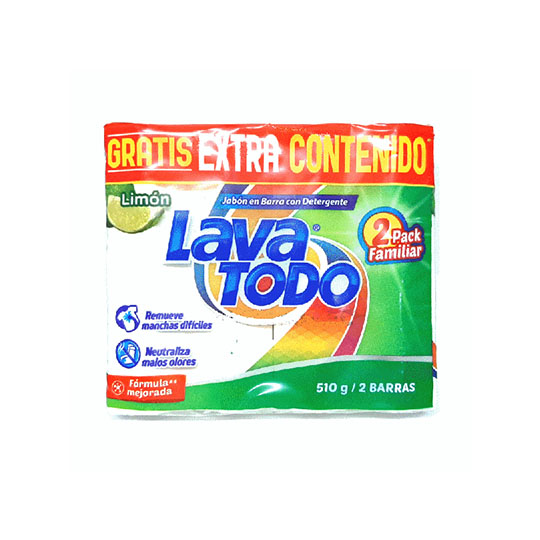 GRATIS EXTRA CONTENIDO*
Limón
Jabón en Barra con Detergente
Lava®
TODO
2 Pack
Familiar
Remueve
manchas difíciles
Neutraliza
malos olores
Fórmula**
mejorada
510 g / 2 BARRAS